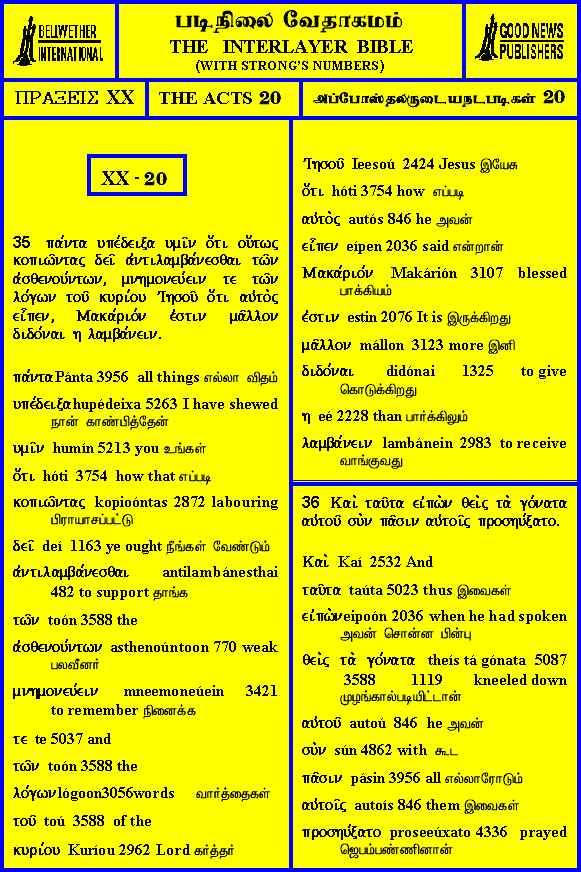 BELLWETHER
INTERNATIONAL
படிநிலை வேதாகமம்
THE INTERLAYER BIBLE
(WITH STRONG'S NUMBERS)
GOOD NEWS
PUBLISHERS
ΠΡΑΞΕΙΣ XX
THE ACTS 20
அப்போஸ்தலருடையநடபடிகள் 20
XX - 20
35 πάντα υπέδειξα υμῖν ὅτι οὕτως
κοπιῶντας δεῖ ἀντιλαμβάνεσθαι τῶν
ἀσθενούντων, μνημονεύειν τε τῶν
λόγων τοῦ κυρίου Ἰησοῦ ὅτι αὐτὸς
εἶπεν, Μακάριόν ἐστιν μᾶλλον
διδόναι η λαμβάνειν.
πάντα Pánta 3956 all things எல்லா விதம்
υπέδειξα hupédeixa 5263 I have shewed
நான் காண்பித்தேன்
υμῖν humín 5213 you உங்கள்
ὅτι hóti 3754 how that எப்படி
κοπιῶντας kopioóntas 2872 labouring
பிராயாசப்பட்டு
δεῖ deí 1163 ye ought நீங்கள் வேண்டும்
ἀντιλαμβάνεσθαι antilambánesthai
482 to support தாங்க
τῶν toón 3588 the
ἀσθενούντων asthenoúntoon 770 weak
பலவீனர்
μνημονεύειν mneemoneúein 3421
to remember நினைக்க
τε te 5037 and
τῶν toón 3588 the
λόγων lógoon3056words வார்த்தைகள்
τοῦ toú 3588 of the
κυρίου Kuríou 2962 Lord கர்த்தர்
Ἰησοῦ Ieesoú 2424 Jesus இயேசு
ὅτι hóti 3754 how எப்படி
αὐτὸς autós 846 he அவன்
εἶπεν eípen 2036 said என்றான்
Μακάριόν Makárión 3107 blessed
பாக்கியம்
ἐστιν estin 2076 It is இருக்கிறது
μᾶλλον mállon 3123 more இனி
διδόναι didónai 1325 to give
கொடுக்கிறது
η eé 2228 than பார்க்கிலும்
λαμβάνειν lambánein 2983 to receive
வாங்குவது
36 Καὶ ταῦτα εἰπὼν θεὶς τὰ γόνατα
αὐτοῦ σὺν πᾶσιν αὐτοῖς προσηύξατο.
Καὶ Kaí 2532 And
ταῦτα taúta 5023 thus இவைகள்
εἰπὼν eipoón 2036 when he had spoken
அவன் சொன்ன பின்பு
θεὶς τὰ γόνατα theís tá gónata 5087
3588 1119 kneeled down
முழங்கால்படியிட்டான்
αὐτοῦ autoú 846 he அவன்
σὺν sún 4862 with கூட
πᾶσιν pásin 3956 all எல்லாரோடும்
αὐτοῖς autoís 846 them இவைகள்
προσηύξατο proseeúxato 4336 prayed
ஜெபம்பண்ணினான்